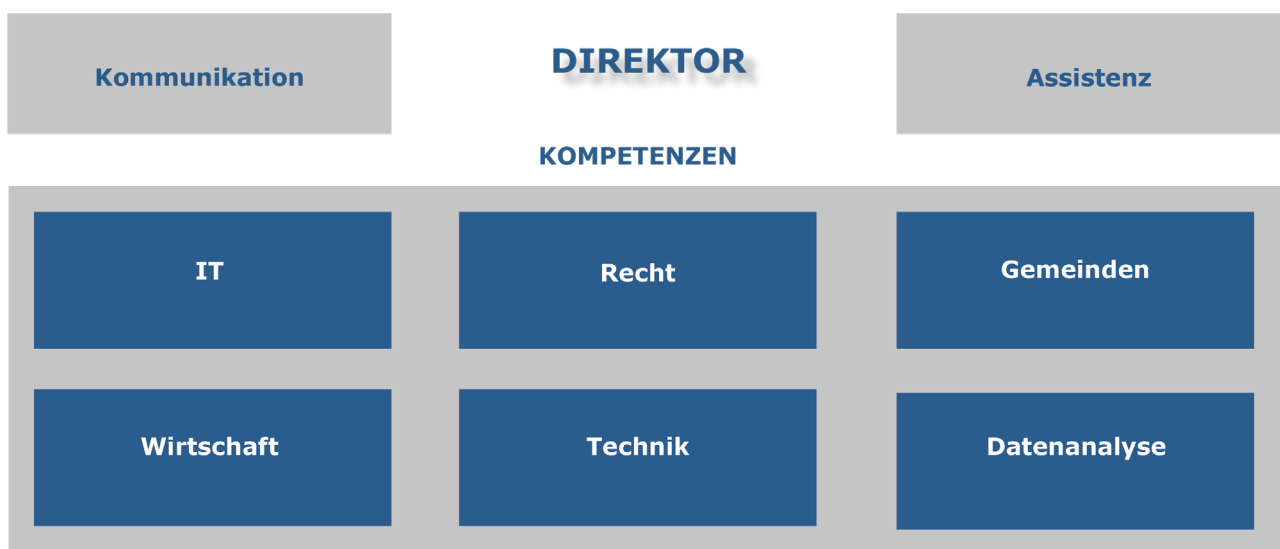 Kommunikation
DIREKTOR
Assistenz
KOMPETENZEN
IT
Recht
Gemeinden
Wirtschaft
Technik
Datenanalyse